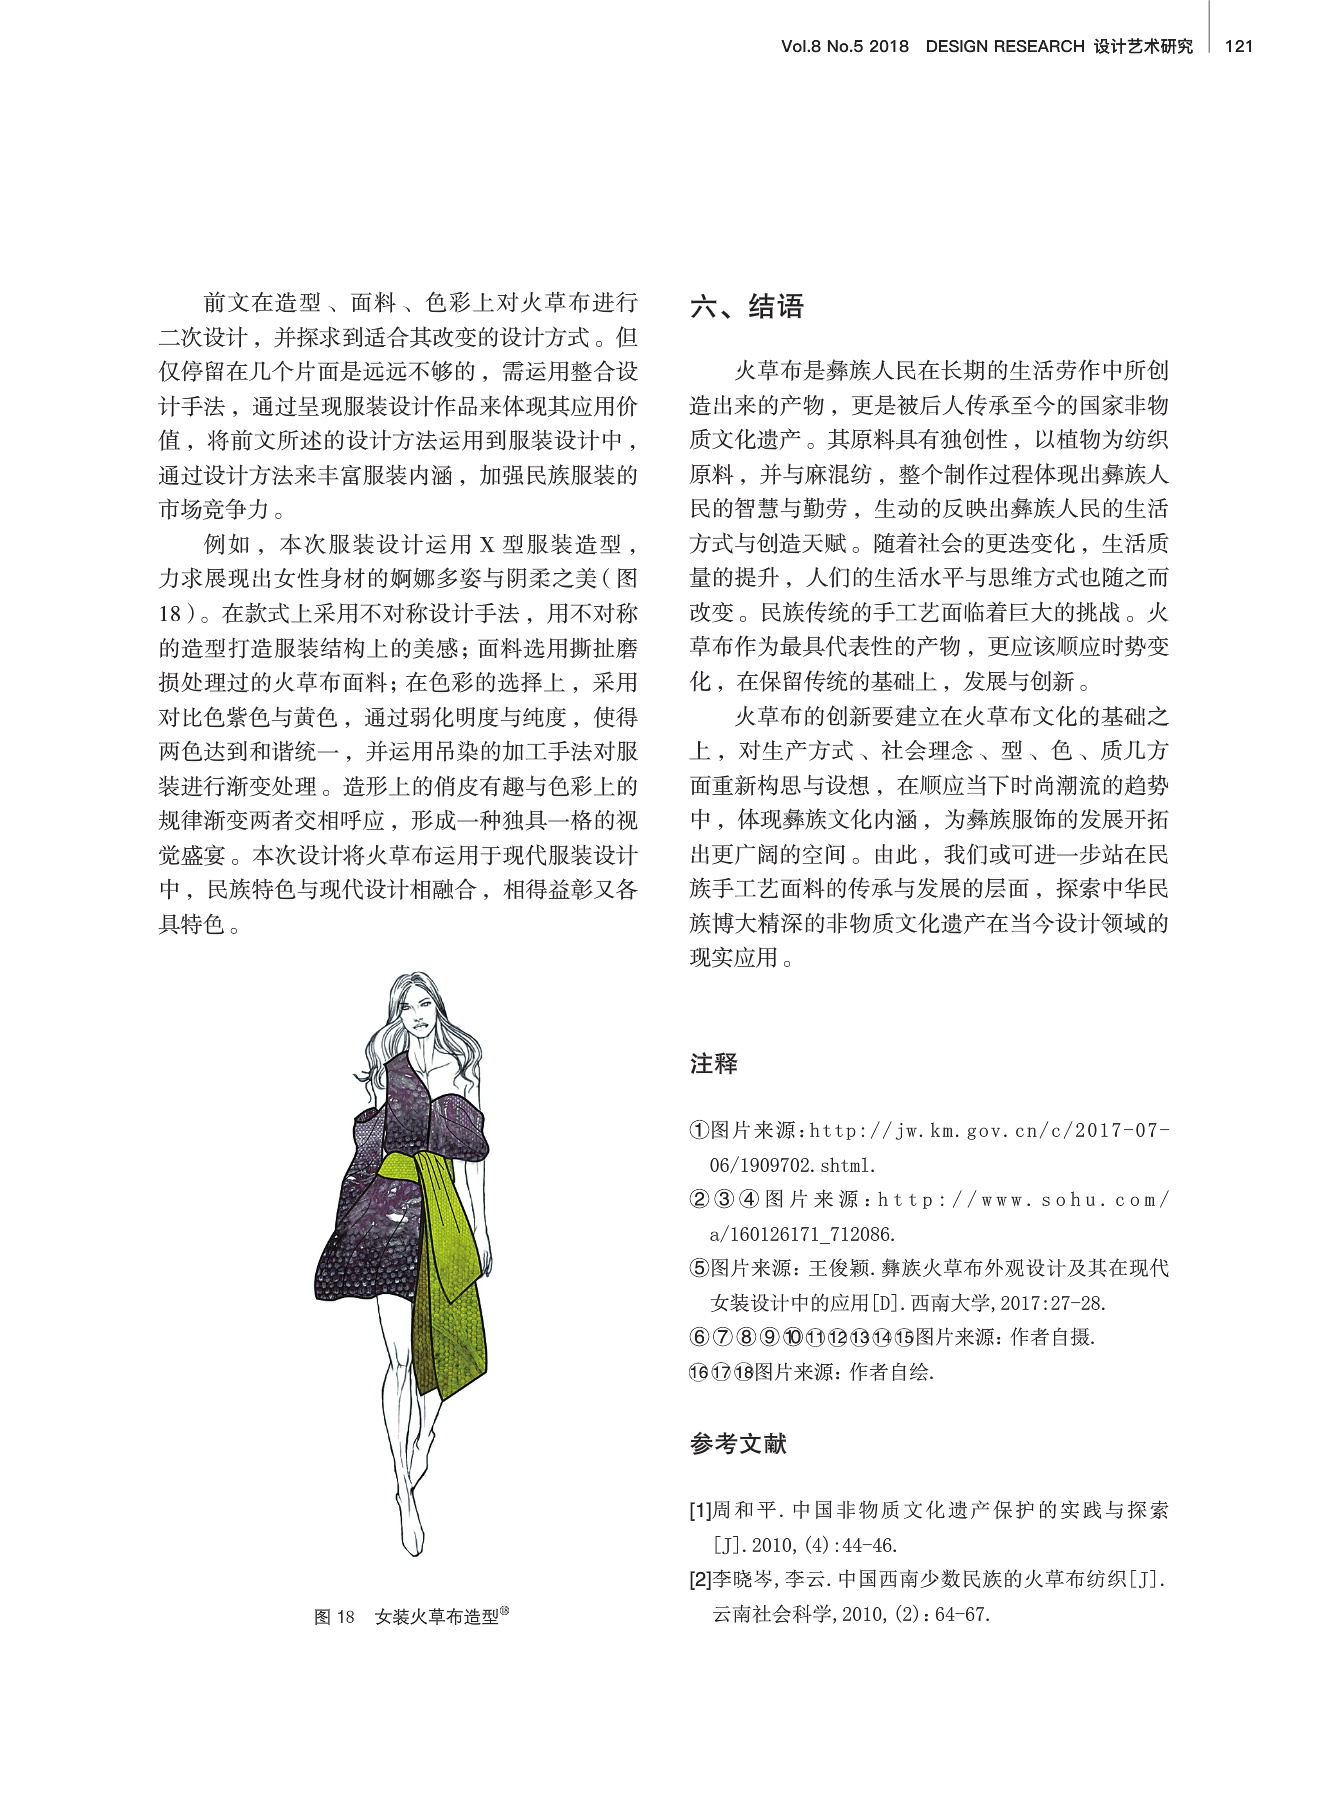 Vol.8 No.5 2018 DESIGN RESEARCH 设计艺术研究 121
前文在造型、面料、色彩上对火草布进行
二次设计，并探求到适合其改变的设计方式。但
仅停留在几个片面是远远不够的，需运用整合设
计手法，通过呈现服装设计作品来体现其应用价
值，将前文所述的设计方法运用到服装设计中，
通过设计方法来丰富服装内涵，加强民族服装的
市场竞争力。
例如，本次服装设计运用 X 型服装造型，
力求展现出女性身材的婀娜多姿与阴柔之美（图
18）。在款式上采用不对称设计手法，用不对称
的造型打造服装结构上的美感；面料选用撕扯磨
损处理过的火草布面料；在色彩的选择上，采用
对比色紫色与黄色，通过弱化明度与纯度，使得
两色达到和谐统一，并运用吊染的加工手法对服
装进行渐变处理。造形上的俏皮有趣与色彩上的
规律渐变两者交相呼应，形成一种独具一格的视
觉盛宴。本次设计将火草布运用于现代服装设计
中，民族特色与现代设计相融合，相得益彰又各
具特色。
图 18 女装火草布造型⑱
六、结语
火草布是彝族人民在长期的生活劳作中所创
造出来的产物，更是被后人传承至今的国家非物
质文化遗产。其原料具有独创性，以植物为纺织
原料，并与麻混纺，整个制作过程体现出彝族人
民的智慧与勤劳，生动的反映出彝族人民的生活
方式与创造天赋。随着社会的更迭变化，生活质
量的提升，人们的生活水平与思维方式也随之而
改变。民族传统的手工艺面临着巨大的挑战。火
草布作为最具代表性的产物，更应该顺应时势变
化，在保留传统的基础上，发展与创新。
火草布的创新要建立在火草布文化的基础之
上，对生产方式、社会理念、型、色、质几方
面重新构思与设想，在顺应当下时尚潮流的趋势
中，体现彝族文化内涵，为彝族服饰的发展开拓
出更广阔的空间。由此，我们或可进一步站在民
族手工艺面料的传承与发展的层面，探索中华民
族博大精深的非物质文化遗产在当今设计领域的
现实应用。
注释
①图片来源:http://jw.km.gov.cn/c/2017-07-
06/1909702.shtml.
②③④图片来源:http://www.sohu.com/
a/160126171_712086.
⑤图片来源: 王俊颖.彝族火草布外观设计及其在现代
女装设计中的应用[D].西南大学,2017:27-28.
⑥⑦⑧⑨⑩⑪⑫⑬⑭⑮图片来源: 作者自摄.
⑯⑰⑱图片来源: 作者自绘.
参考文献
[1]周和平.中国非物质文化遗产保护的实践与探索
[J].2010,(4):44-46.
[2]李晓岑,李云.中国西南少数民族的火草布纺织[J].
云南社会科学,2010,(2):64-67.